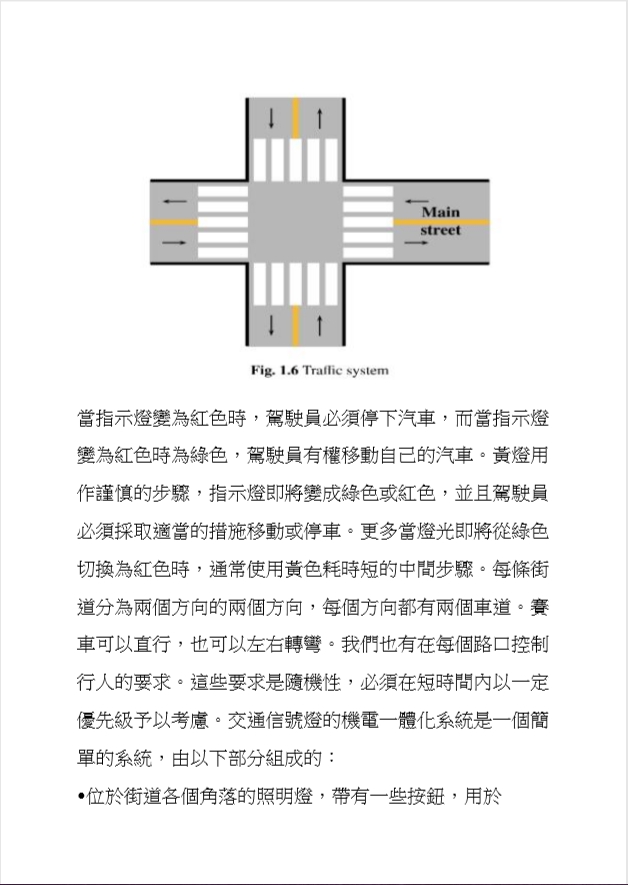 Main
street
Fig. 1.6 Traffic system
當指示燈變為紅色時，駕駛員必須停下汽車，而當指示燈
變為紅色時為綠色，駕駛員有權移動自己的汽車。黃燈用
作謹慎的步驟，指示燈即將變成綠色或紅色，並且駕駛員
必須採取適當的措施移動或停車。更多當燈光即將從綠色
切換為紅色時，通常使用黃色耗時短的中間步驟。每條街
道分為兩個方向的兩個方向，每個方向都有兩個車道。賽
車可以直行，也可以左右轉彎。我們也有在每個路口控制
行人的要求。這些要求是隨機性，必須在短時間內以一定
優先級予以考慮。交通信號燈的機電一體化系統是一個簡
單的系統，由以下部分組成的：
•位於街道各個角落的照明燈，帶有一些按鈕，用於